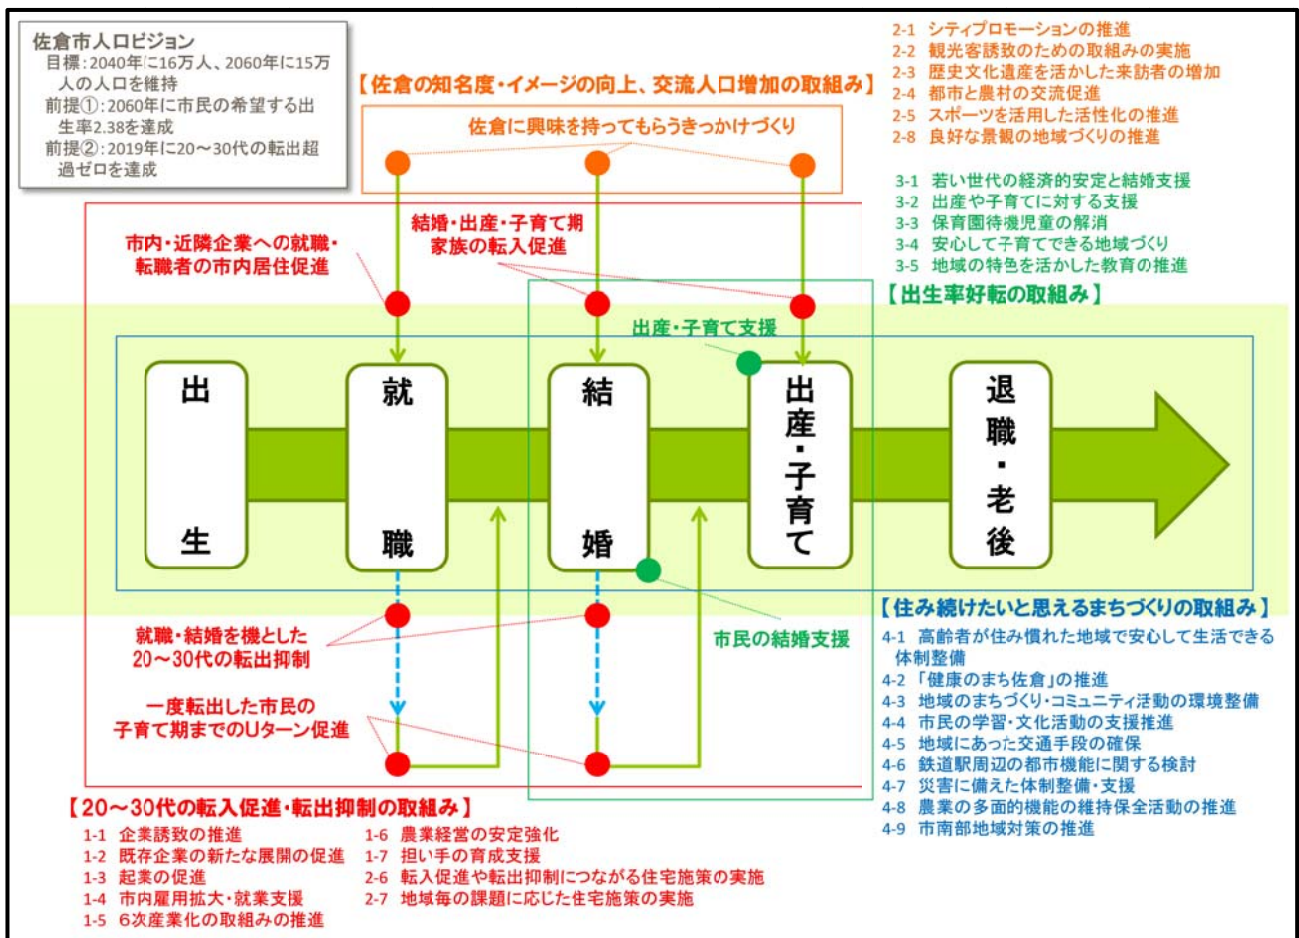 佐倉市人口ビジョン
目標：2040年に16万人、2060年に15万
人の人口を維持
前提①：2060年に市民の希望する出
生率2.38を達成
前提②：2019年に20～30代の転出超
過ゼロを達成
【佐倉の知名度・イメージの向上、交流人口増加の取組み】
佐倉に興味を持ってもらうきっかけづくり
2-1 シティプロモーションの推進
2-2 観光客誘致のための取組みの実施
2-3 歴史文化遺産を活かした来訪者の増加
2-4 都市と農村の交流促進
2-5 スポーツを活用した活性化の推進
2-8 良好な景観の地域づくりの推進
3-1 若い世代の経済的安定と結婚支援
3-2 出産や子育てに対する支援
3-3 保育園待機児童の解消
3-4 安心して子育てできる地域づくり
3-5 地域の特色を活かした教育の推進
【出生率好転の取組み】
市内・近隣企業への就職・
転職者の市内居住促進
結婚・出産・子育て期
家族の転入促進
出産・子育て支援
出生
就職
結婚
出産・子育て
退職・老後
就職・結婚を機とした
20～30代の転出抑制
市民の結婚支援
一度転出した市民の
子育て期までのUターン促進
【住み続けたいと思えるまちづくりの取組み】
4-1 高齢者が住み慣れた地域で安心して生活できる
体制整備
4-2 「健康のまち佐倉」の推進
4-3 地域のまちづくり・コミュニティ活動の環境整備
4-4 市民の学習・文化活動の支援推進
4-5 地域にあった交通手段の確保
4-6 鉄道駅周辺の都市機能に関する検討
4-7 災害に備えた体制整備・支援
4-8 農業の多面的機能の維持保全活動の推進
4-9 市南部地域対策の推進
【20～30代の転入促進・転出抑制の取組み】
1-1 企業誘致の推進
1-2 既存企業の新たな展開の促進
1-3 起業の促進
1-4 市内雇用拡大・就業支援
1-5 6次産業化の取組みの推進
1-6 農業経営の安定強化
1-7 担い手の育成支援
2-6 転入促進や転出抑制につながる住宅施策の実施
2-7 地域毎の課題に応じた住宅施策の実施